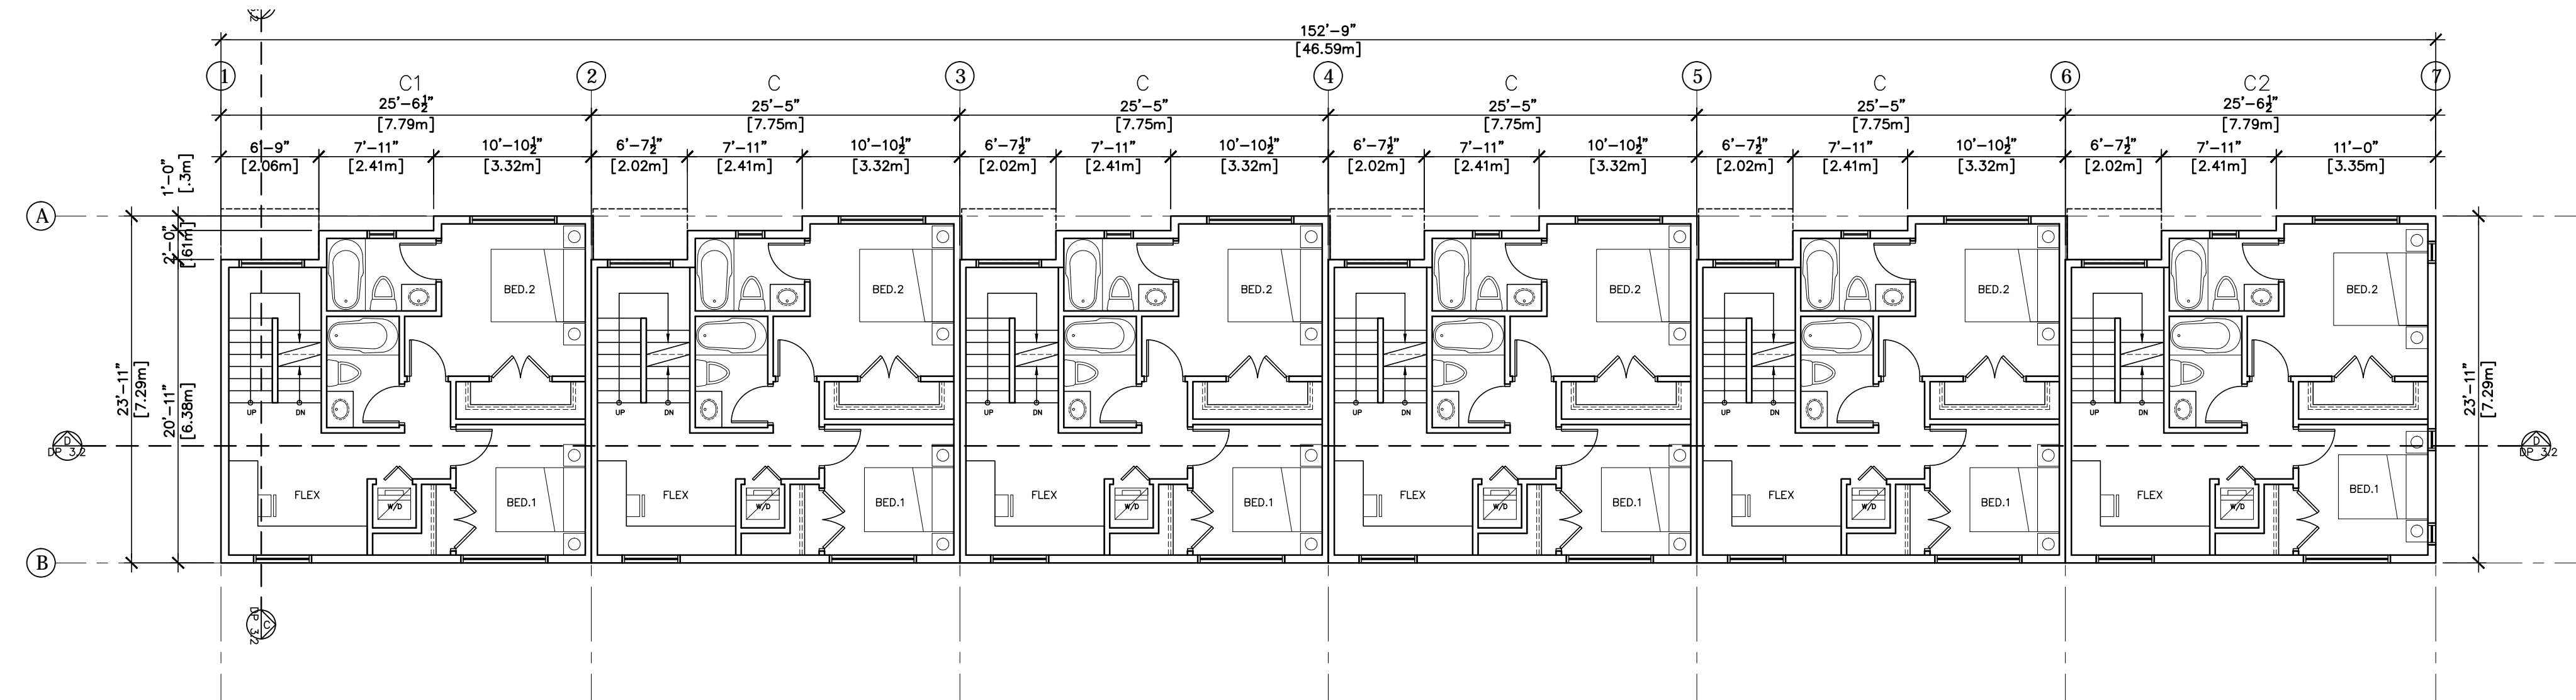 152'-9"
[46.59m]
1 2 3 4 5 6 7
C1 C C C C C2
25'-6½" 25'-5" 25'-5" 25'-5" 25'-5" 25'-6½"
[7.79m] [7.75m] [7.75m] [7.75m] [7.75m] [7.79m]
6'-9" 7'-11" 10'-10½" 6'-7½" 7'-11" 10'-10½" 6'-7½" 7'-11" 10'-10½" 6'-7½" 7'-11" 10'-10½" 6'-7½" 7'-11" 10'-10½" 6'-7½" 7'-11" 11'-0"
[2.06m] [2.41m] [3.32m] [2.02m] [2.41m] [3.32m] [2.02m] [2.41m] [3.32m] [2.02m] [2.41m] [3.32m] [2.02m] [2.41m] [3.32m] [2.02m] [2.41m] [3.35m]
1'-0"
[.3m]
A
2'-0"
[.61m]
BED.2 BED.2 BED.2 BED.2 BED.2 BED.2
23'-11"
[7.29m]
20'-11"
[6.38m]
23'-11"
[7.29m]
UP DN UP DN UP DN UP DN UP DN UP DN
D
DP 3.2
D
DP 3.2
FLEX BED.1 FLEX BED.1 FLEX BED.1 FLEX BED.1 FLEX BED.1 FLEX BED.1
W/D W/D W/D W/D W/D W/D
B
C
DP 3.2